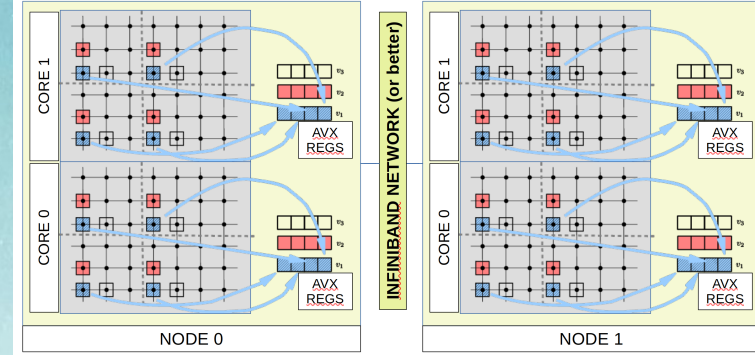 CORE 1
v3
v2
v1
AVX
REGS
CORE 0
v3
v2
v1
AVX
REGS
NODE 0
INFINIBAND NETWORK (or better)
CORE 1
v3
v2
v1
AVX
REGS
CORE 0
v3
v2
v1
AVX
REGS
NODE 1